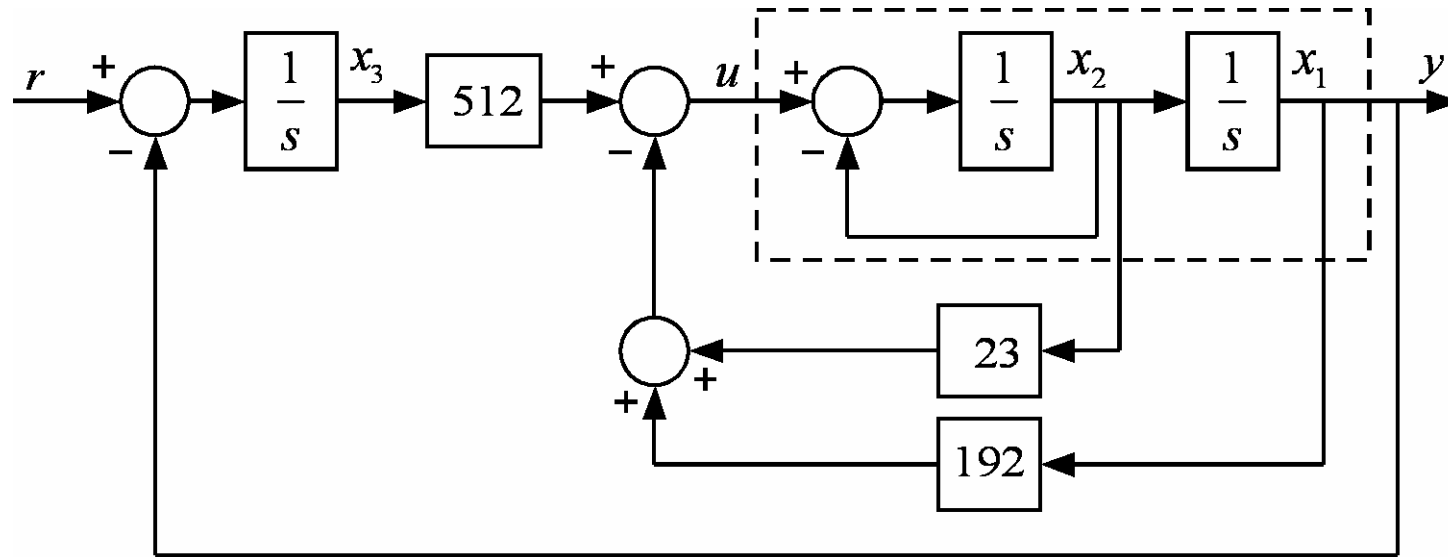 r + − 1/s x₃ 512 + − u + − 1/s x₂ 1/s x₁ y
+ + 23
192